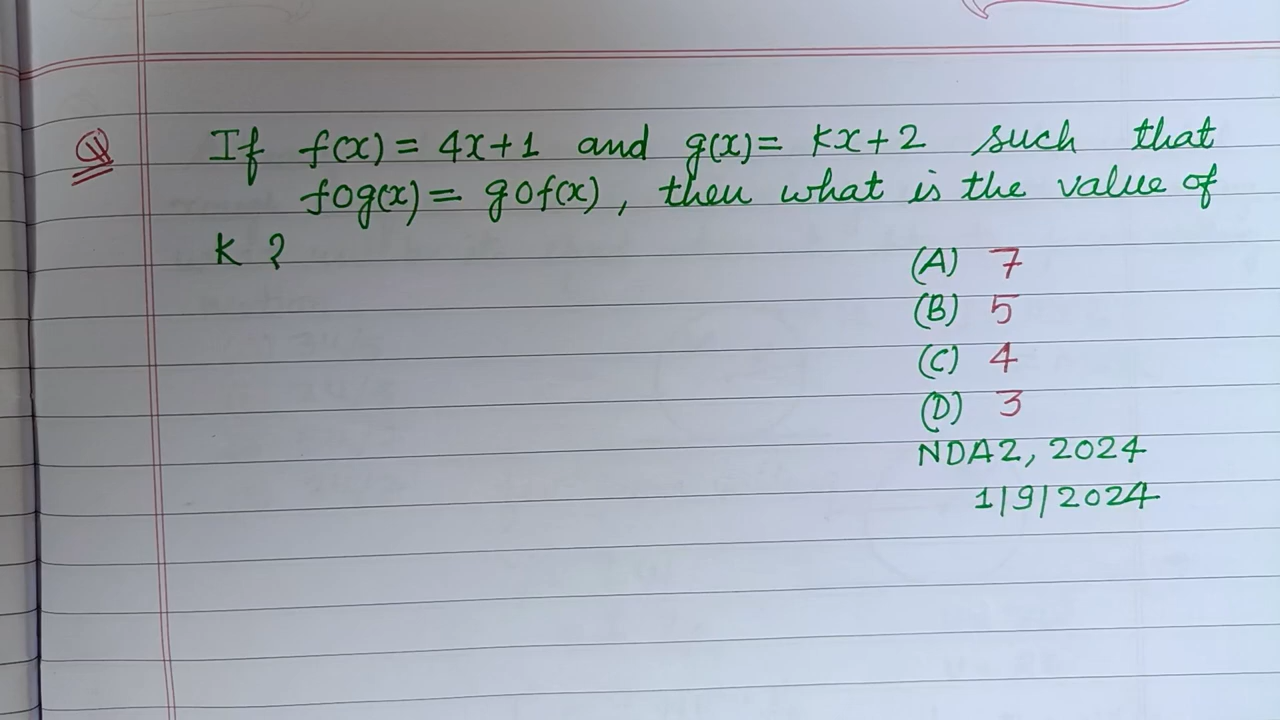 Q If f(x) = 4x+1 and g(x) = kx+2 such that
fog(x) = gof(x), then what is the value of
k ?
(A) 7
(B) 5
(C) 4
(D) 3
NDA2, 2024
1/9/2024